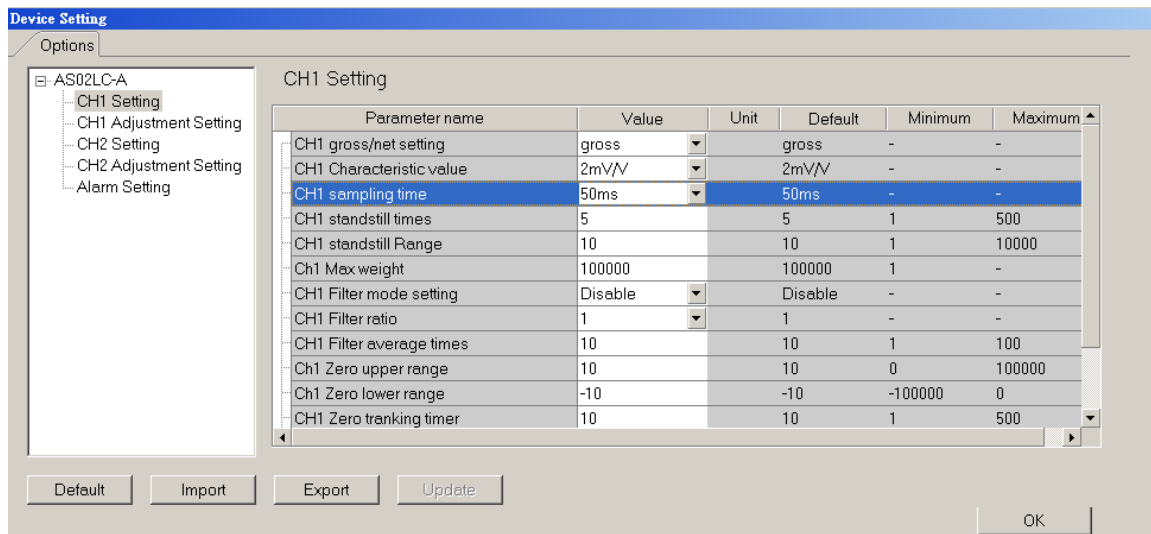 Device Setting
Options
AS02LC-A
CH1 Setting
CH1 Adjustment Setting
CH2 Setting
CH2 Adjustment Setting
Alarm Setting
CH1 Setting
Parameter name Value Unit Default Minimum Maximum
CH1 gross/net setting gross gross - -
CH1 Characteristic value 2mV/V 2mV/V - -
CH1 sampling time 50ms 50ms - -
CH1 standstill times 5 5 1 500
CH1 standstill Range 10 10 1 10000
Ch1 Max weight 100000 100000 1 -
CH1 Filter mode setting Disable Disable - -
CH1 Filter ratio 1 1 - -
CH1 Filter average times 10 10 1 100
Ch1 Zero upper range 10 10 0 100000
Ch1 Zero lower range -10 -10 -100000 0
CH1 Zero tranking timer 10 10 1 500
Default Import Export Update
OK